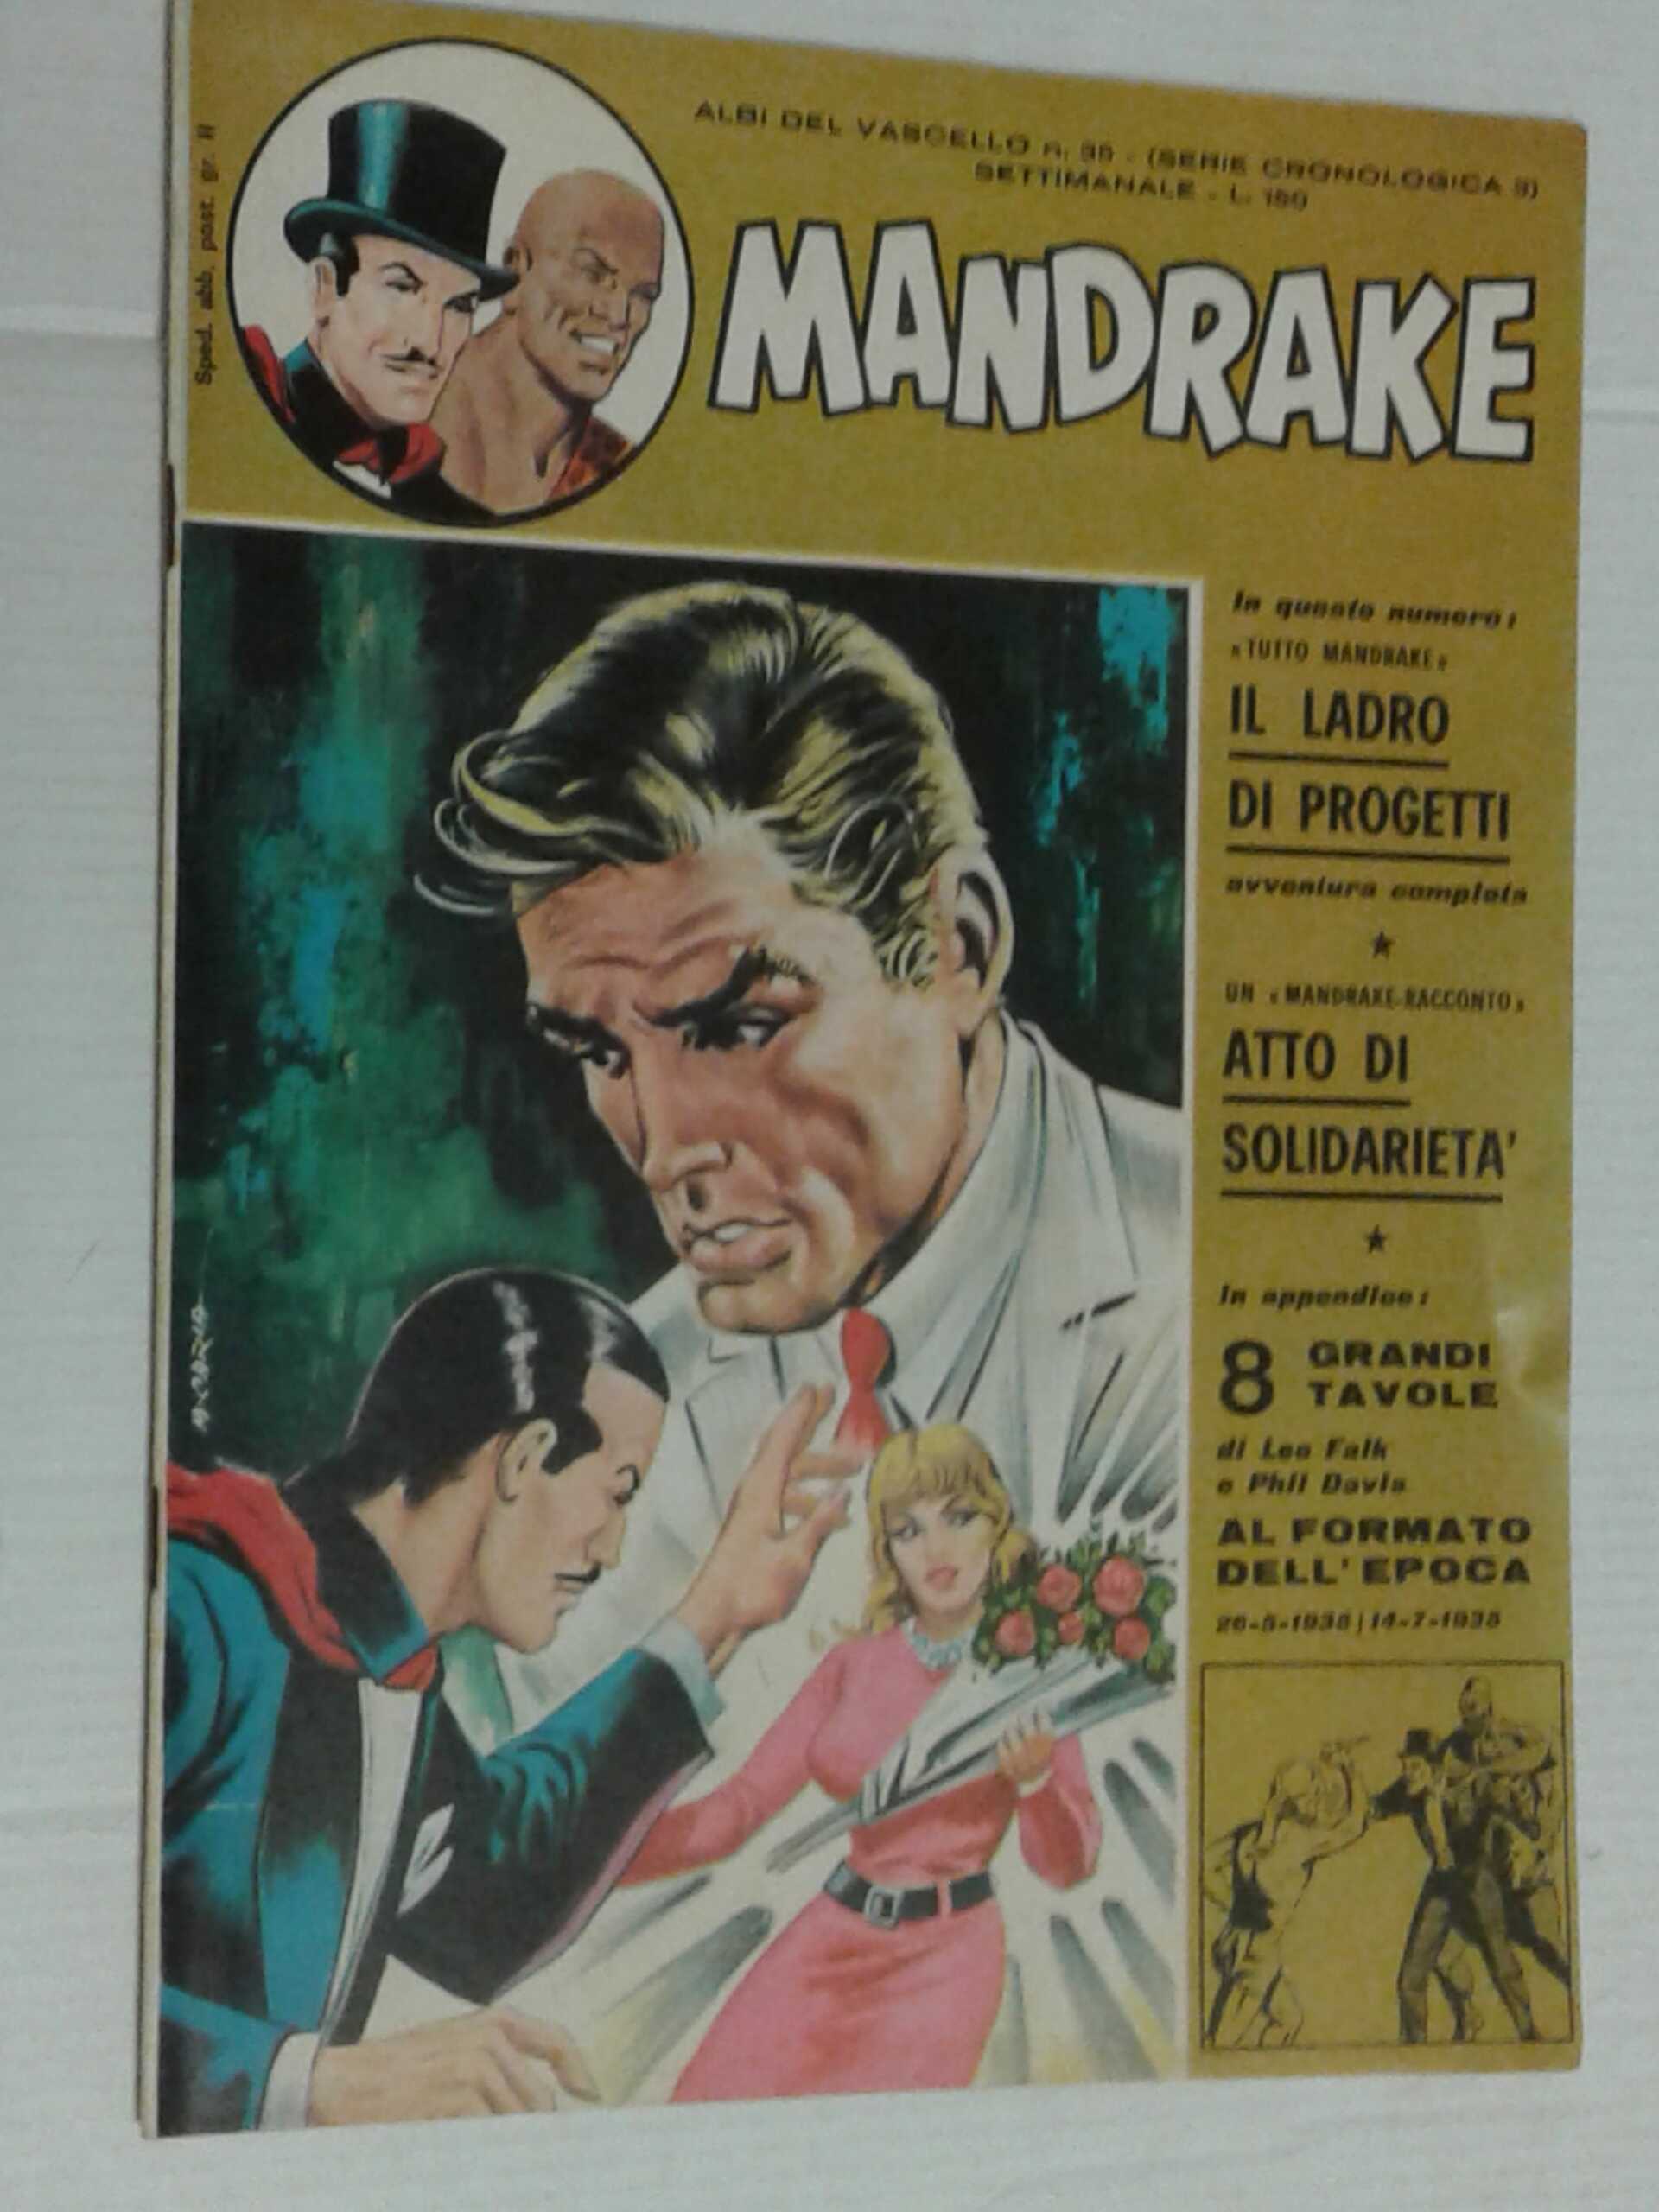 Sped. abb. post. gr. II
ALBI DEL VASCELLO n. 35 - (SERIE CRONOLOGICA 3)
SETTIMANALE - L. 150
MANDRAKE
In questo numero:
«TUTTO MANDRAKE»
IL LADRO
DI PROGETTI
avventura completa
UN «MANDRAKE-RACCONTO»
ATTO DI
SOLIDARIETA'
In appendice:
8 GRANDI
TAVOLE
di Lee Falk
e Phil Davis
AL FORMATO
DELL'EPOCA